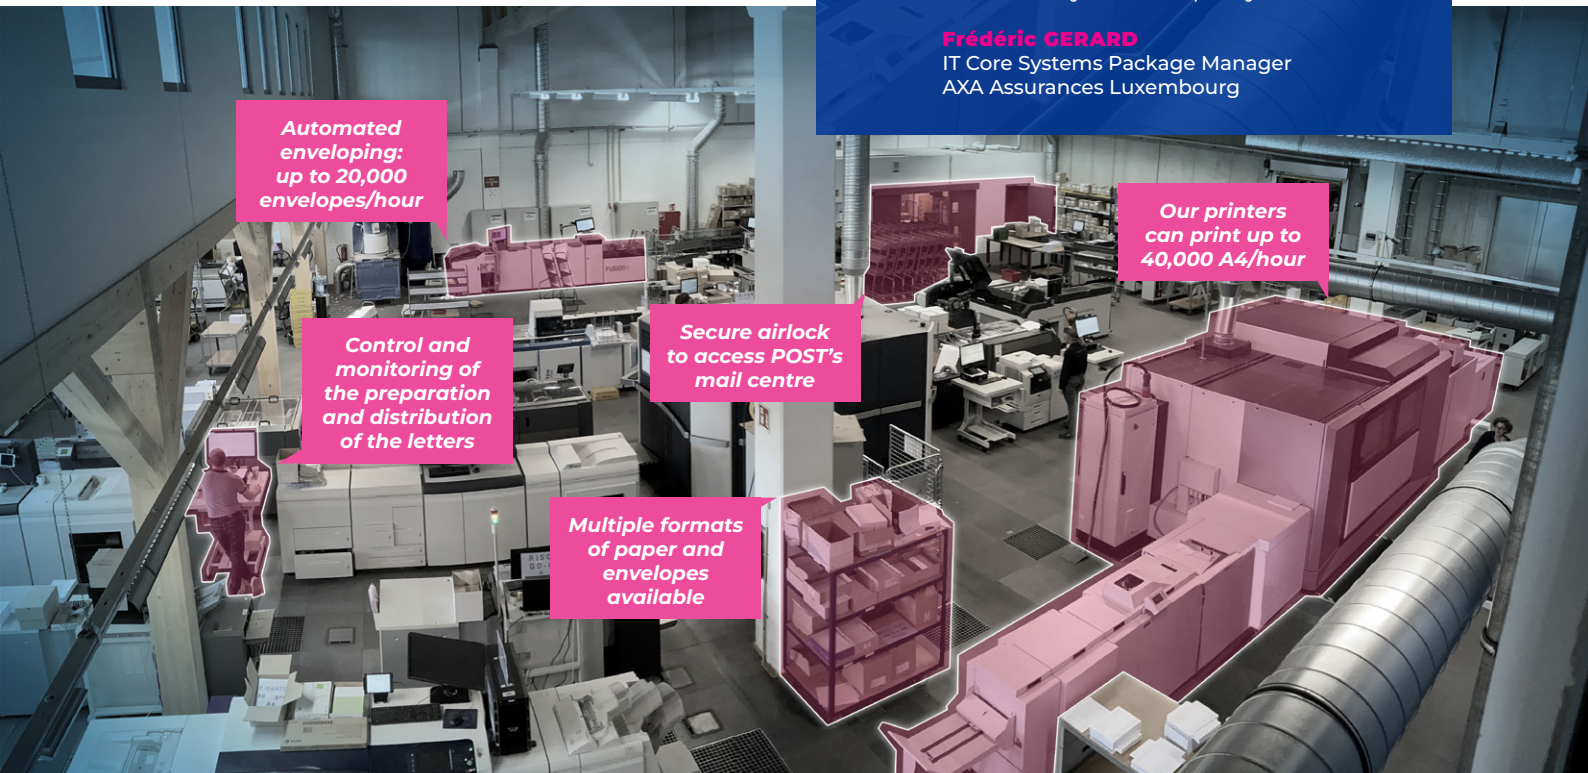 Frédéric GERARD
IT Core Systems Package Manager
AXA Assurances Luxembourg
Automated
enveloping:
up to 20,000
envelopes/hour
Our printers
can print up to
40,000 A4/hour
Secure airlock
to access POST’s
mail centre
Control and
monitoring of
the preparation
and distribution
of the letters
Multiple formats
of paper and
envelopes
available
FUSION